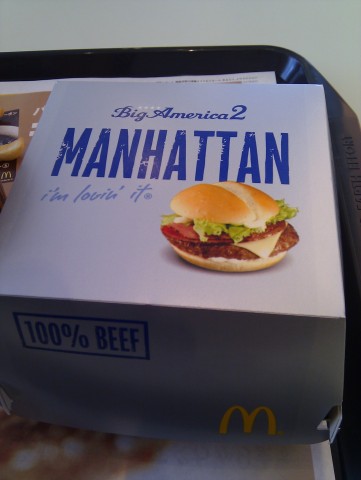 Big America 2
MANHATTAN
i'm lovin' it®
100% BEEF